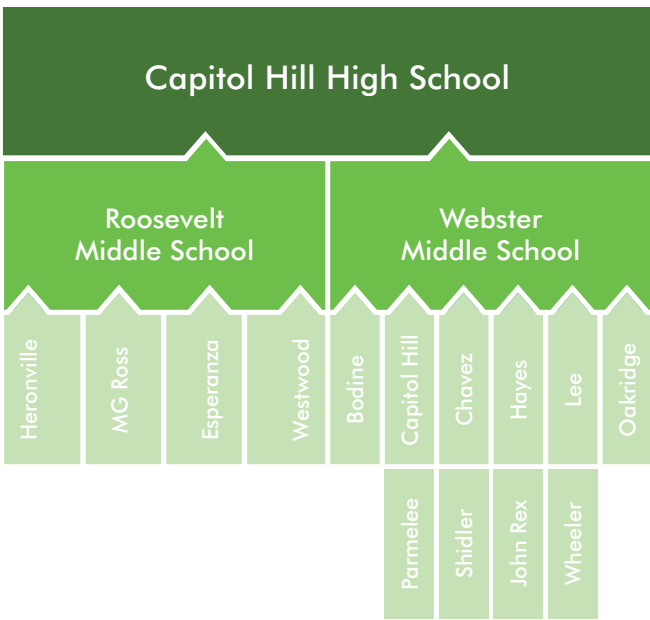 Capitol Hill High School
Roosevelt
Middle School
Webster
Middle School
Heronville
MG Ross
Esperanza
Westwood
Bodine
Capitol Hill
Chavez
Hayes
Lee
Oakridge
Parmelee
Shidler
John Rex
Wheeler